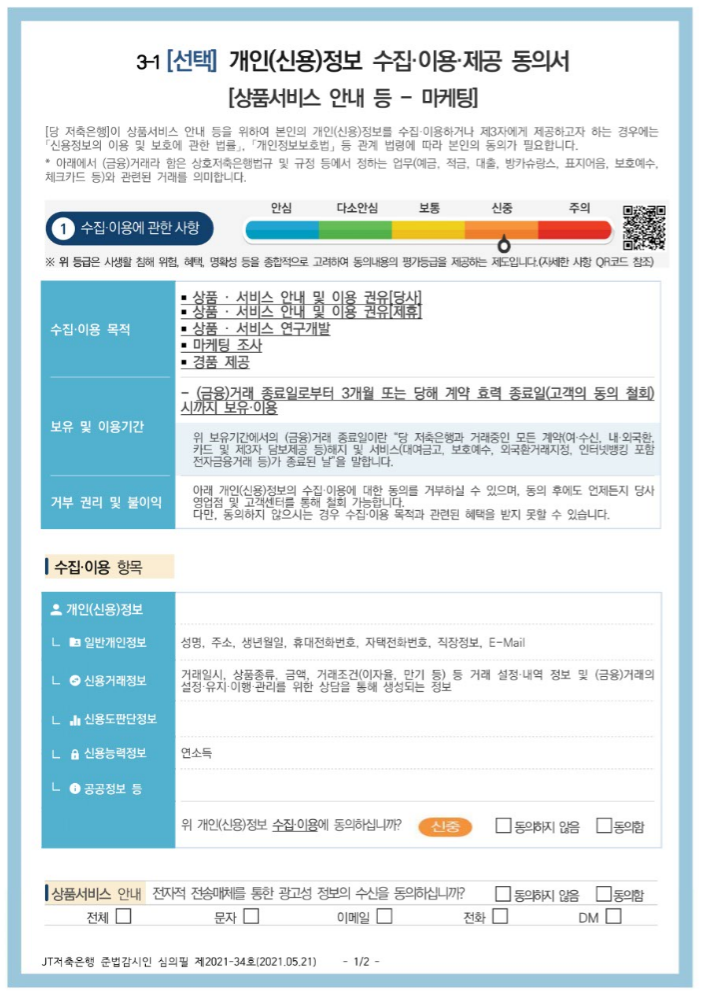 3-1 [선택] 개인(신용)정보 수집·이용·제공 동의서
[상품서비스 안내 등 - 마케팅]
[당 저축은행]이 상품서비스 안내 등을 위하여 본인의 개인(신용)정보를 수집·이용하거나 제3자에게 제공하고자 하는 경우에는
「신용정보의 이용 및 보호에 관한 법률」, 「개인정보보호법」 등 관계 법령에 따라 본인의 동의가 필요합니다.
* 아래에서 (금융)거래라 함은 상호저축은행법규 및 규정 등에서 정하는 업무(예금, 적금, 대출, 방카슈랑스, 표지어음, 보호예수,
체크카드 등)와 관련된 거래를 의미합니다.
1 수집·이용에 관한 사항
안심 다소안심 보통 신중 주의
※ 위 등급은 사생활 침해 위험, 혜택, 명확성 등을 종합적으로 고려하여 동의내용의 평가등급을 제공하는 제도입니다.(자세한 사항 QR코드 참조)
수집·이용 목적
▪ 상품 · 서비스 안내 및 이용 권유[당사]
▪ 상품 · 서비스 안내 및 이용 권유[제휴]
▪ 상품 · 서비스 연구개발
▪ 마케팅 조사
▪ 경품 제공
보유 및 이용기간
- (금융)거래 종료일로부터 3개월 또는 당해 계약 효력 종료일(고객의 동의 철회)
시까지 보유·이용
위 보유기간에서의 (금융)거래 종료일이란 "당 저축은행과 거래중인 모든 계약(여·수신, 내·외국환,
카드 및 제3자 담보제공 등)해지 및 서비스(대여금고, 보호예수, 외국환거래지정, 인터넷뱅킹 포함
전자금융거래 등)가 종료된 날"을 말합니다.
거부 권리 및 불이익
아래 개인(신용)정보의 수집·이용에 대한 동의를 거부하실 수 있으며, 동의 후에도 언제든지 당사
영업점 및 고객센터를 통해 철회 가능합니다.
다만, 동의하지 않으시는 경우 수집·이용 목적과 관련된 혜택을 받지 못할 수 있습니다.
수집·이용 항목
개인(신용)정보
ㄴ 일반개인정보 성명, 주소, 생년월일, 휴대전화번호, 자택전화번호, 직장정보, E-Mail
ㄴ 신용거래정보
거래일시, 상품종류, 금액, 거래조건(이자율, 만기 등) 등 거래 설정·내역 정보 및 (금융)거래의
설정·유지·이행·관리를 위한 상담을 통해 생성되는 정보
ㄴ 신용도판단정보
ㄴ 신용능력정보 연소득
ㄴ 공공정보 등
위 개인(신용)정보 수집·이용에 동의하십니까? 신중 □ 동의하지 않음 □ 동의함
상품서비스 안내 전자적 전송매체를 통한 광고성 정보의 수신을 동의하십니까? □ 동의하지 않음 □ 동의함
전체 □ 문자 □ 이메일 □ 전화 □ DM □
JT저축은행 준법감시인 심의필 제2021-34호(2021.05.21) - 1/2 -